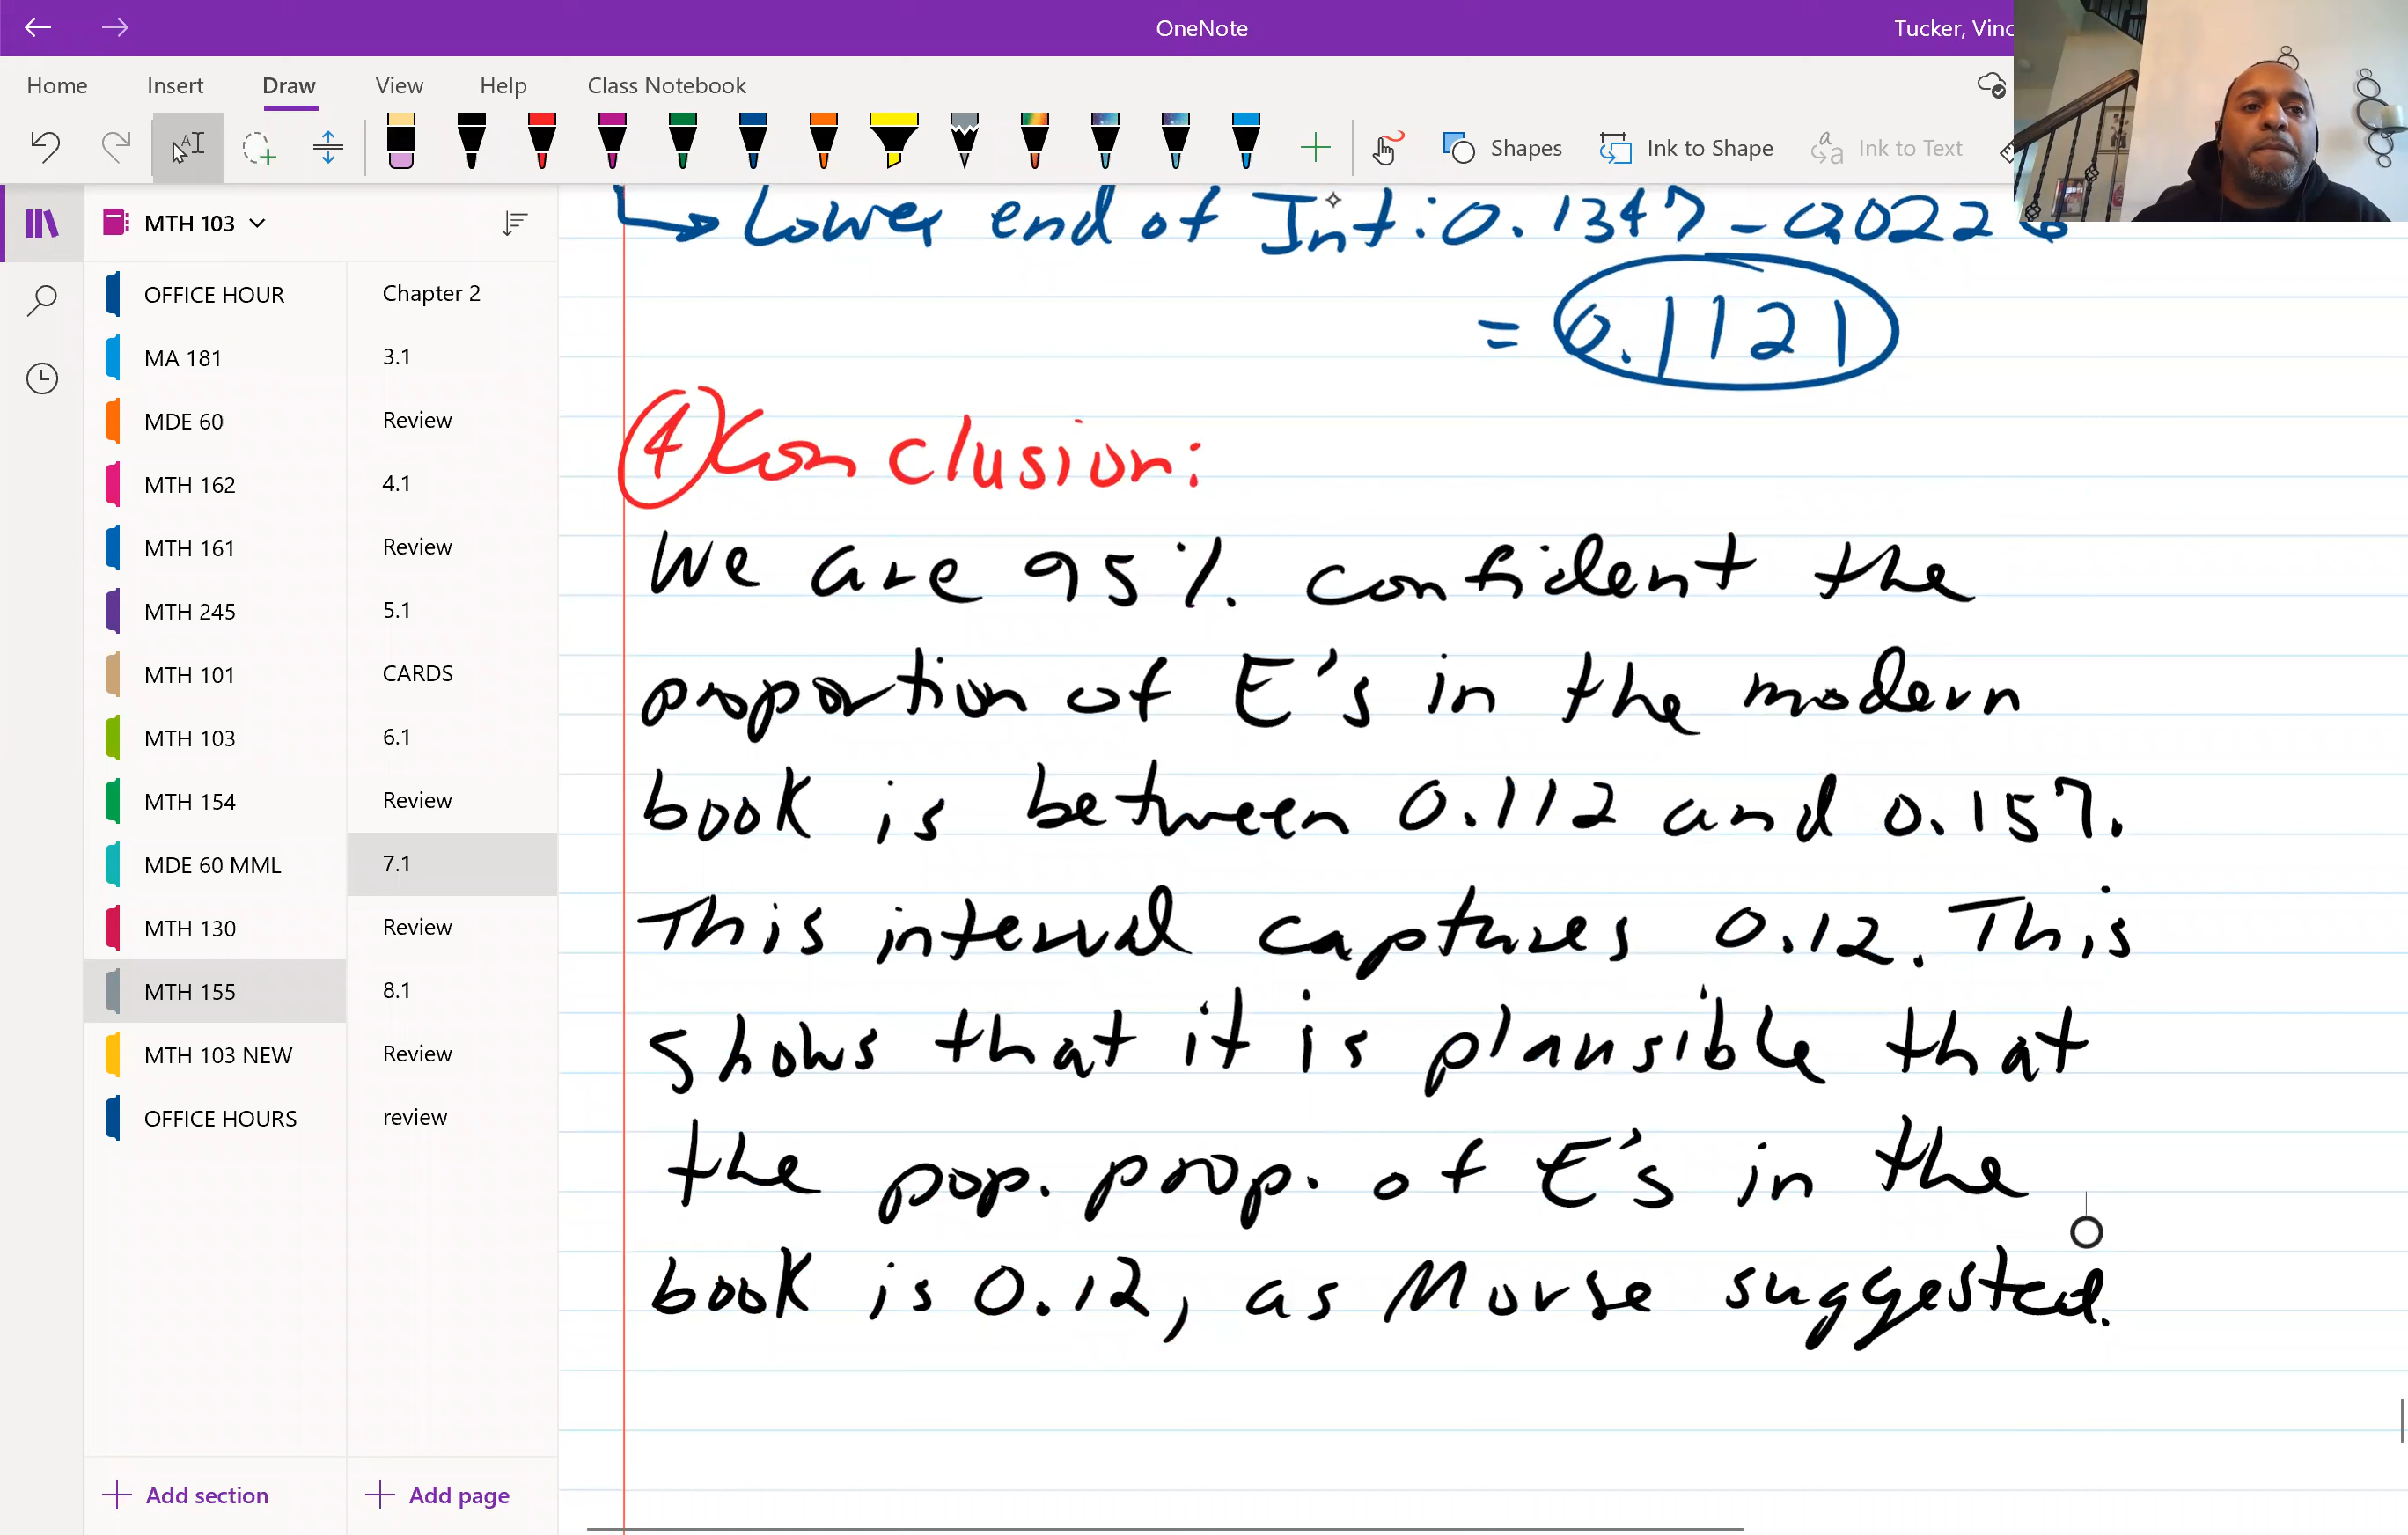 OneNote
Tucker, Vinc
Home Insert Draw View Help Class Notebook
Shapes Ink to Shape Ink to Text
MTH 103
OFFICE HOUR
MA 181
MDE 60
MTH 162
MTH 161
MTH 245
MTH 101
MTH 103
MTH 154
MDE 60 MML
MTH 130
MTH 155
MTH 103 NEW
OFFICE HOURS
Add section
Chapter 2
3.1
Review
4.1
Review
5.1
CARDS
6.1
Review
7.1
Review
8.1
Review
review
Add page
Lower end of Int: 0.1347 - 0.0226
= 0.1121
④ Conclusion:
We are 95% confident the
proportion of E's in the modern
book is between 0.112 and 0.157.
This interval captures 0.12. This
shows that it is plausible that
the pop. prop. of E's in the
book is 0.12, as Morse suggested.